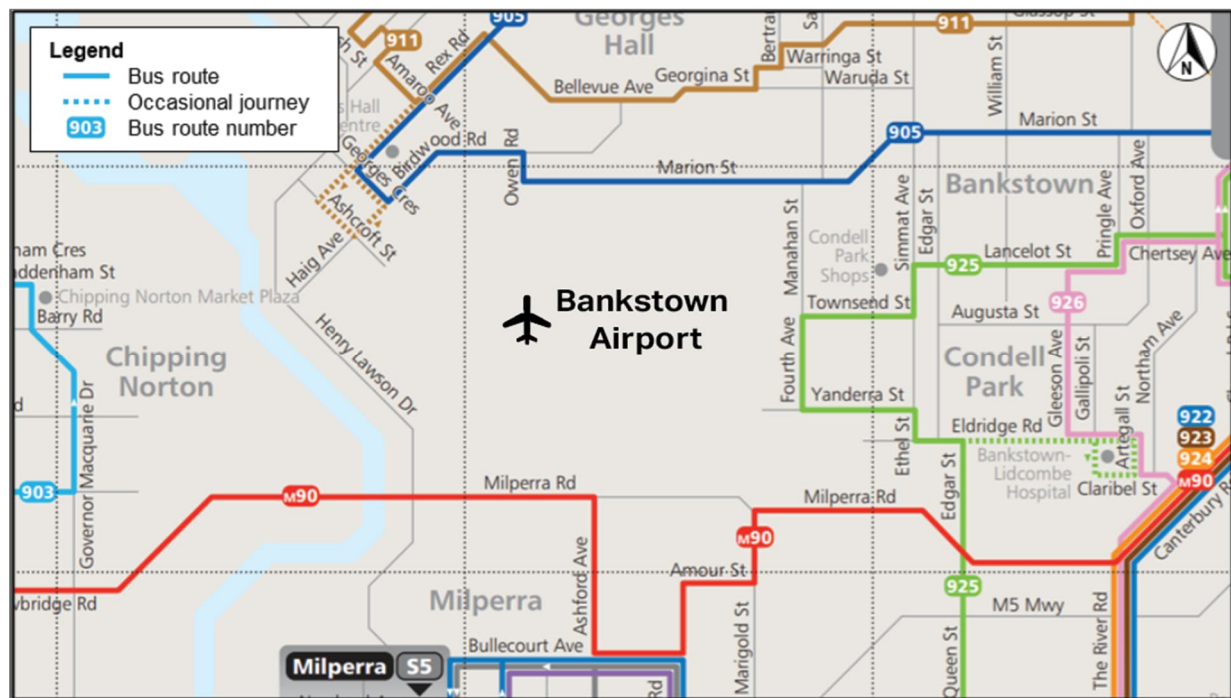 Legend
Bus route
Occasional journey
903
Bus route number
905
Georges
Hall
911
Rex Rd
Amaroo Ave
Bellevue Ave
Georgina St
Warringa St
Waruda St
911
Glassop St
William St
N
Birdwood Rd
Georges Cres
Ashcroft St
Haig Ave
Owen Rd
Marion St
905
Marion St
Bankstown
Oxford Ave
Pringle Ave
Simmat Ave
Edgar St
Manahan St
Condell
Park
Shops
925
Lancelot St
Chertsey Ave
926
Townsend St
Augusta St
Condell
Park
Fourth Ave
Gleeson Ave
Gallipoli St
Northam Ave
Artegall St
Yanderra St
Ethel St
Eldridge Rd
Bankstown-
Lidcombe
Hospital
Claribel St
922
923
924
M90
Canterbury
Bankstown
Airport
Chipping Norton Market Plaza
Barry Rd
Chipping
Norton
Governor Macquarie Dr
903
Henry Lawson Dr
M90
Milperra Rd
Milperra Rd
M90
Edgar St
925
Ashford Ave
Amour St
Marigold St
Milperra
Bullecourt Ave
M5 Mwy
Queen St
The River Rd
Milperra S5
Rd